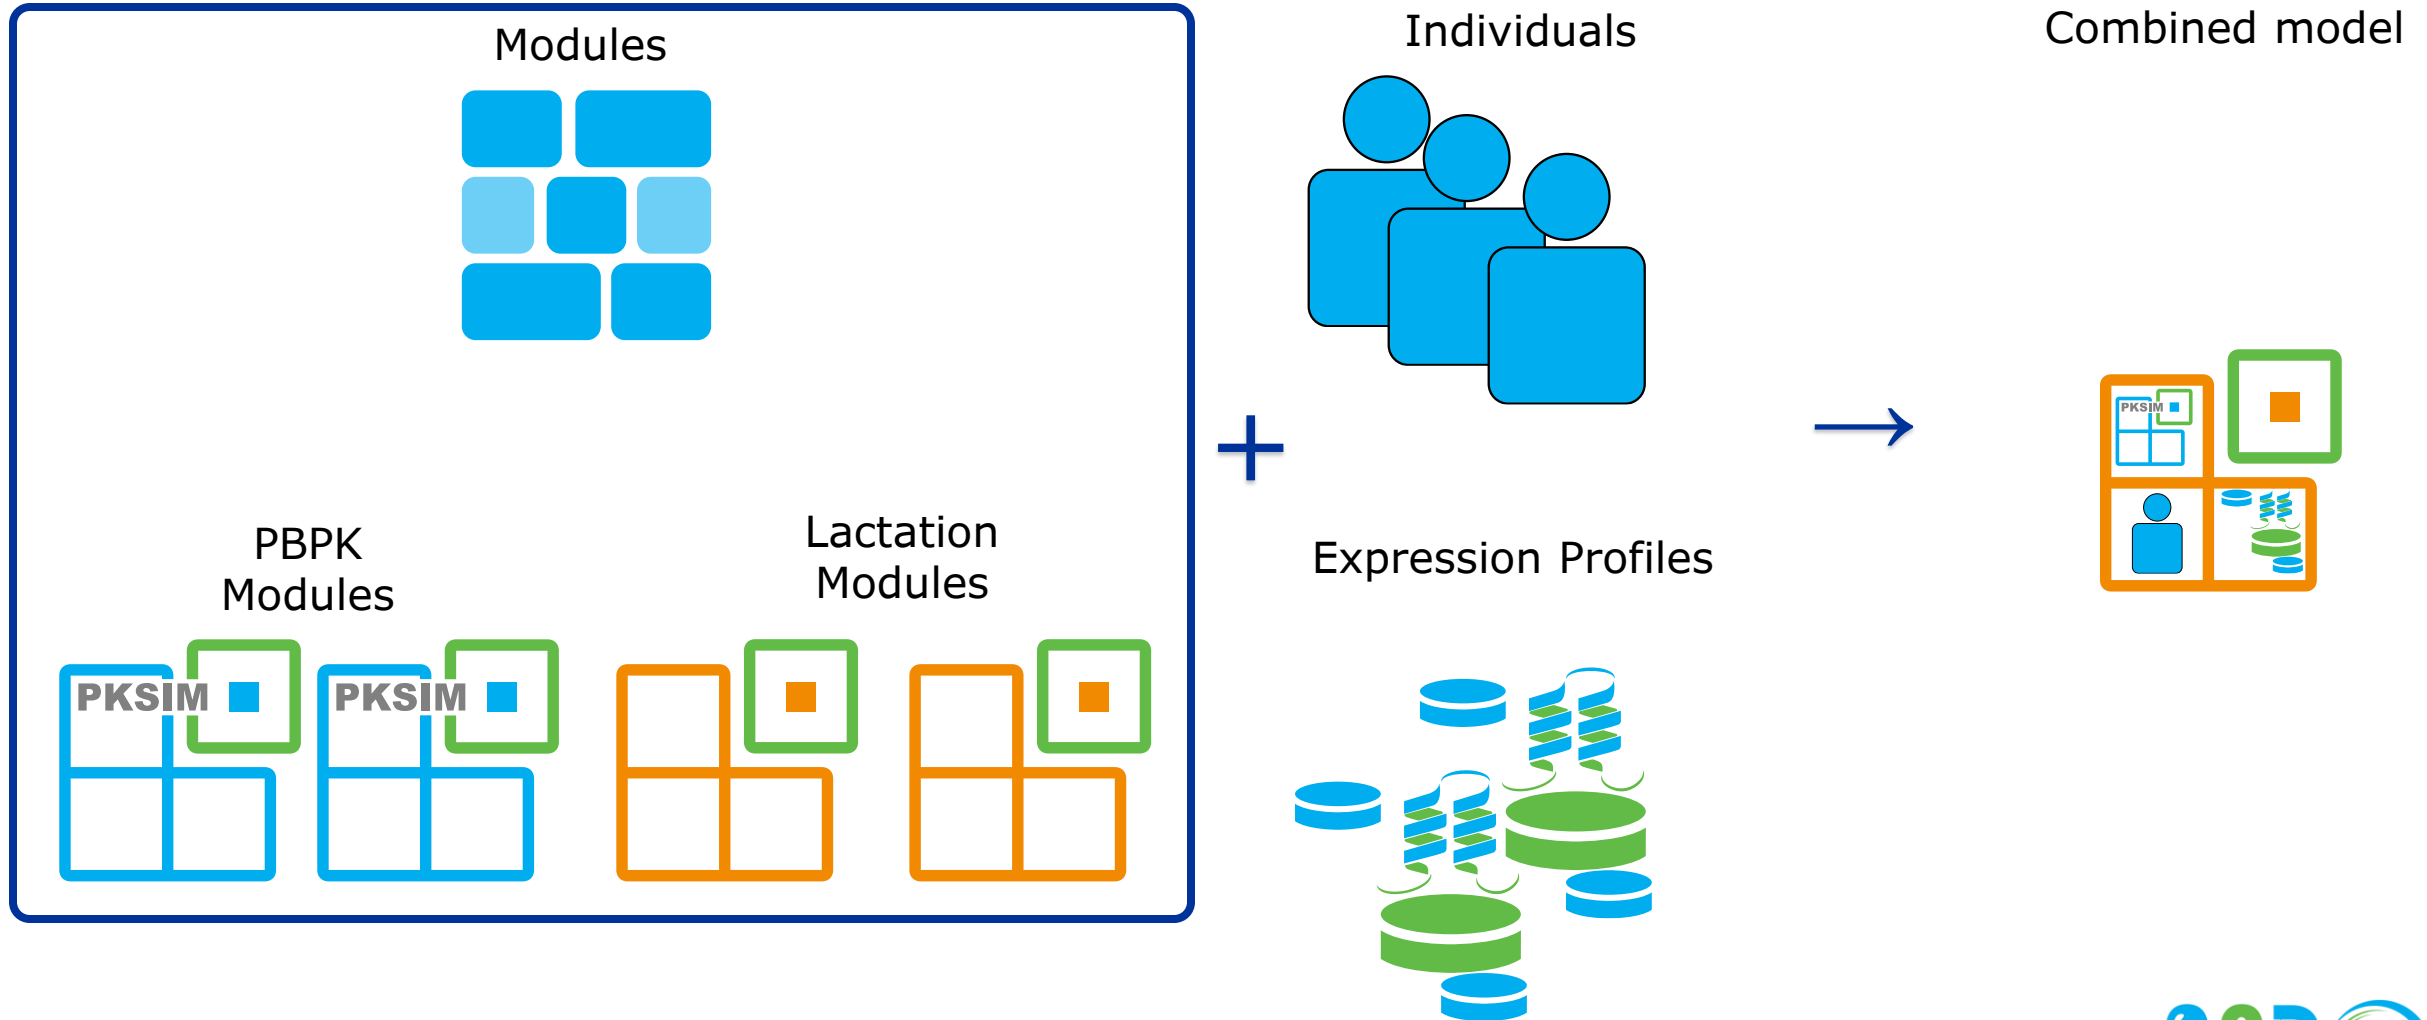 Modules
PBPK
Modules
Lactation
Modules
PKSIM
PKSIM
Individuals
Expression Profiles
Combined model
PKSIM